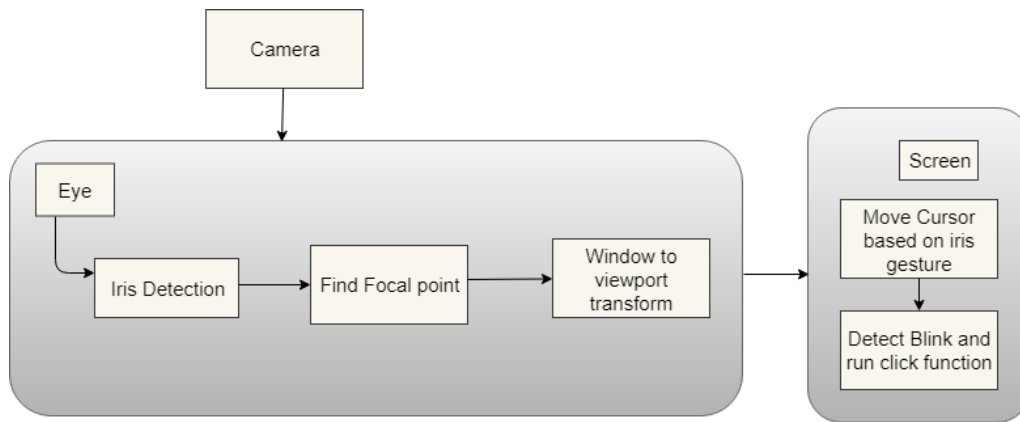 Camera
Eye
Iris Detection
Find Focal point
Window to
viewport
transform
Screen
Move Cursor
based on iris
gesture
Detect Blink and
run click function